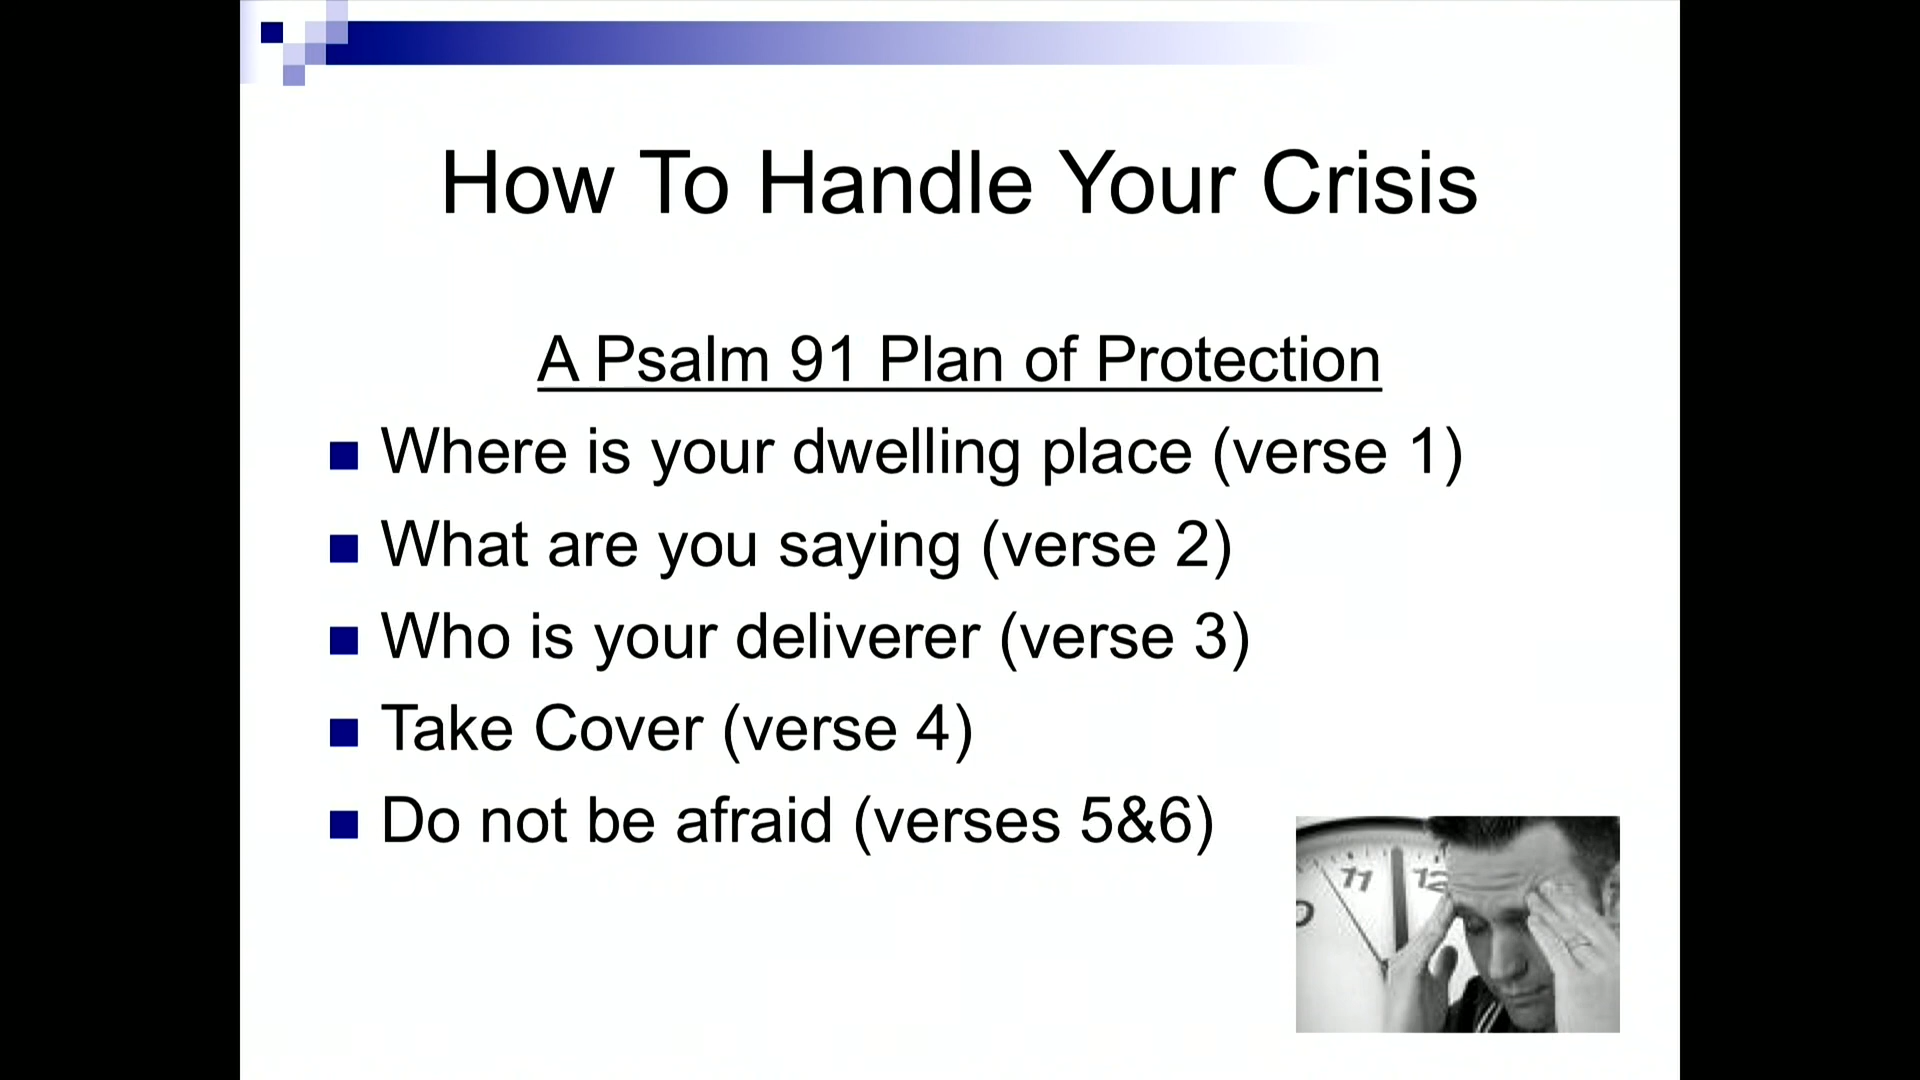 How To Handle Your Crisis
A Psalm 91 Plan of Protection
Where is your dwelling place (verse 1)
What are you saying (verse 2)
Who is your deliverer (verse 3)
Take Cover (verse 4)
Do not be afraid (verses 5&6)
11 12